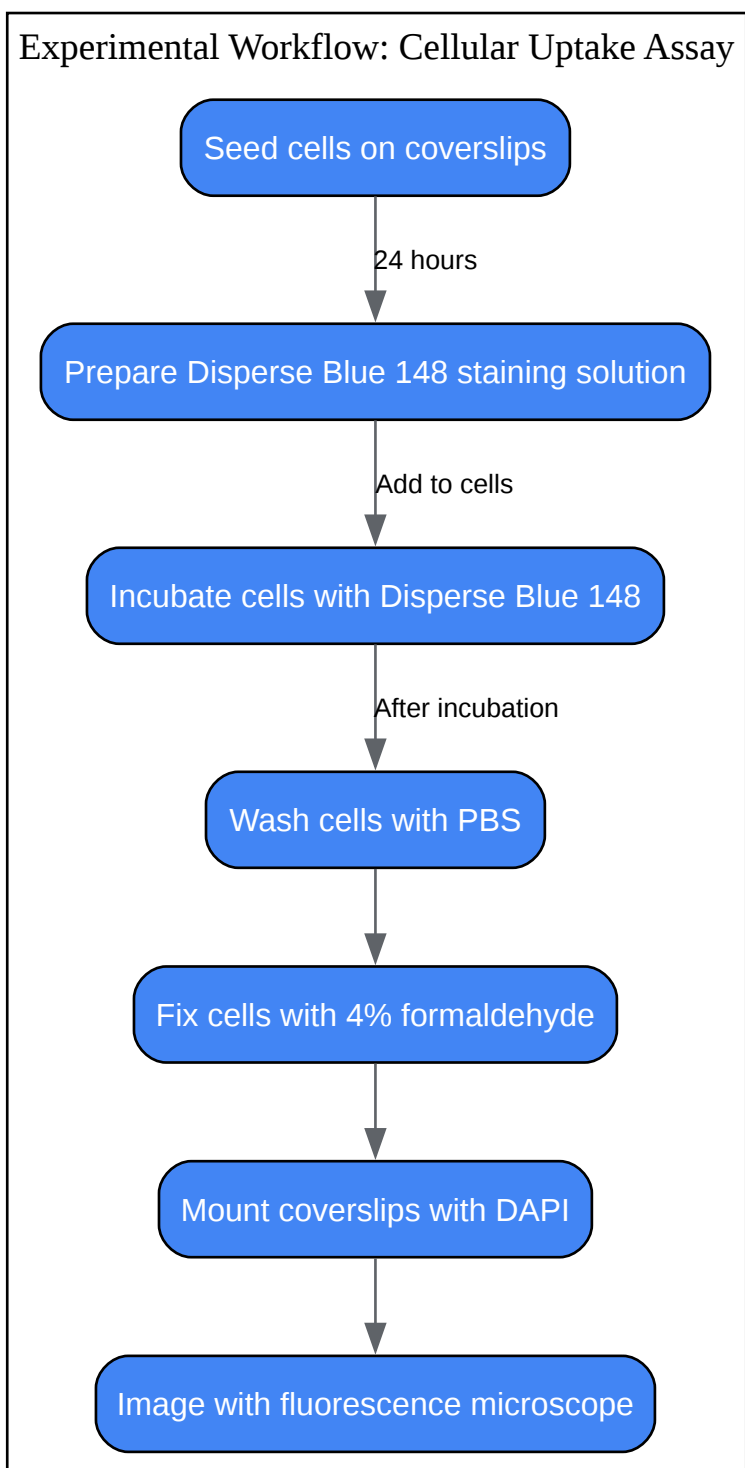 Experimental Workflow: Cellular Uptake Assay
Seed cells on coverslips
24 hours
Prepare Disperse Blue 148 staining solution
Add to cells
Incubate cells with Disperse Blue 148
After incubation
Wash cells with PBS
Fix cells with 4% formaldehyde
Mount coverslips with DAPI
Image with fluorescence microscope